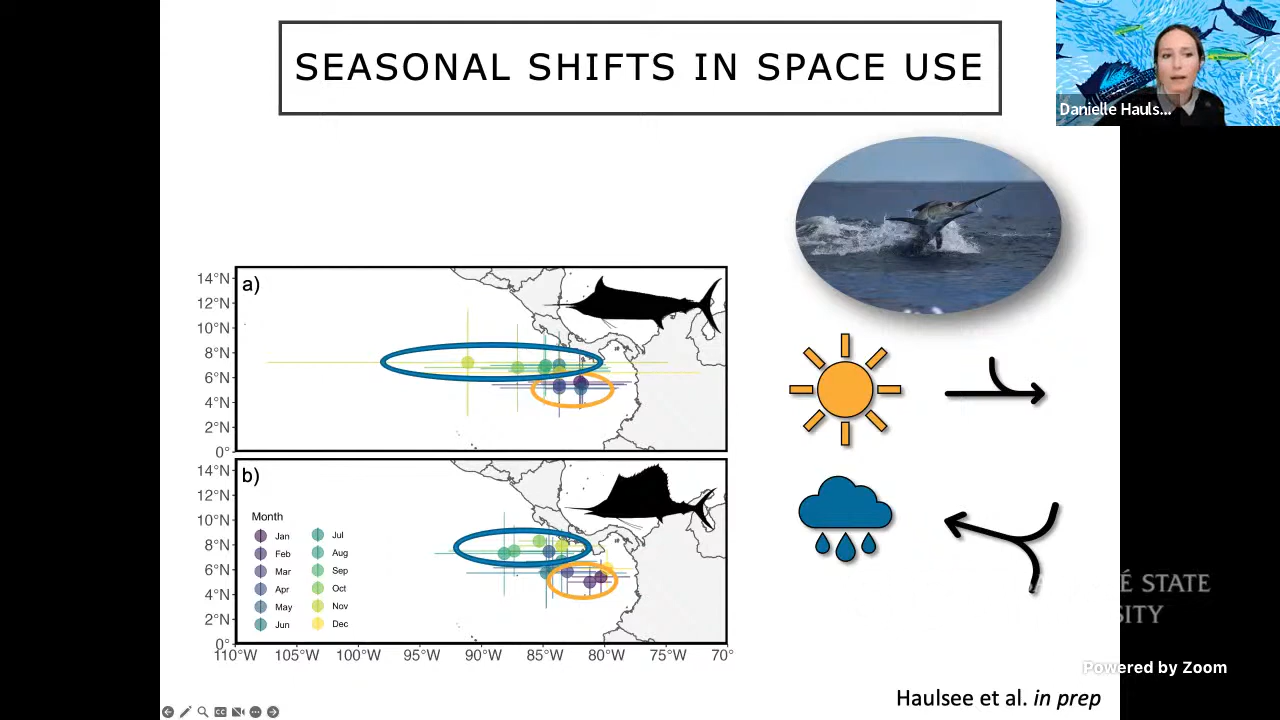 SEASONAL SHIFTS IN SPACE USE
Danielle Hauls...
a)
14°N
12°N
10°N
8°N
6°N
4°N
2°N
0°
b)
14°N
12°N
10°N
8°N
6°N
4°N
2°N
0°
Month
Jan
Feb
Mar
Apr
May
Jun
Jul
Aug
Sep
Oct
Nov
Dec
110°W 105°W 100°W 95°W 90°W 85°W 80°W 75°W 70°
É STATE
SITY
Powered by Zoom
Haulsee et al. in prep